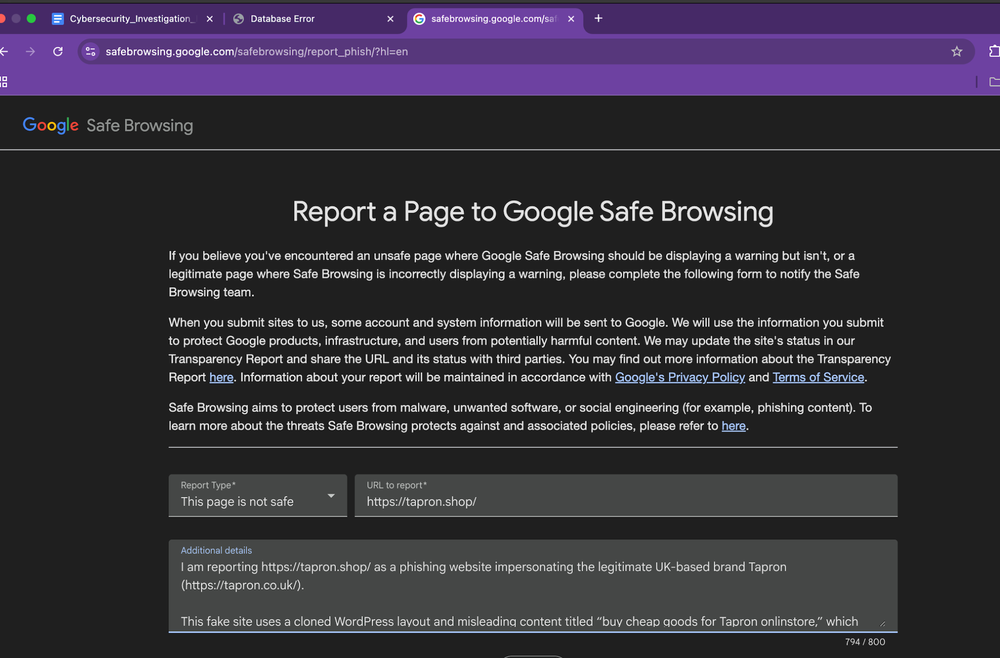 Cybersecurity_Investigation_
Database Error
safebrowsing.google.com/saf
safebrowsing.google.com/safebrowsing/report_phish/?hl=en
Google Safe Browsing
Report a Page to Google Safe Browsing
If you believe you've encountered an unsafe page where Google Safe Browsing should be displaying a warning but isn't, or a
legitimate page where Safe Browsing is incorrectly displaying a warning, please complete the following form to notify the Safe
Browsing team.
When you submit sites to us, some account and system information will be sent to Google. We will use the information you submit
to protect Google products, infrastructure, and users from potentially harmful content. We may update the site's status in our
Transparency Report and share the URL and its status with third parties. You may find out more information about the Transparency
Report here. Information about your report will be maintained in accordance with Google's Privacy Policy and Terms of Service.
Safe Browsing aims to protect users from malware, unwanted software, or social engineering (for example, phishing content). To
learn more about the threats Safe Browsing protects against and associated policies, please refer to here.
Report Type*
This page is not safe
URL to report*
https://tapron.shop/
Additional details
I am reporting https://tapron.shop/ as a phishing website impersonating the legitimate UK-based brand Tapron
(https://tapron.co.uk/).
This fake site uses a cloned WordPress layout and misleading content titled “buy cheap goods for Tapron onlinstore,” which
794 / 800